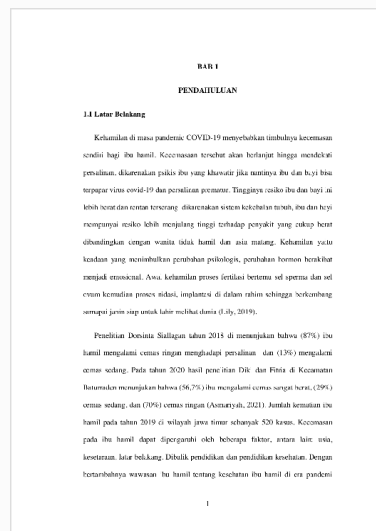 BAB 1
PENDAHULUAN
1.1 Latar Belakang
Kehamilan di masa pandemic COVID-19 menyebabkan timbulnya kecemasan
sendiri bagi ibu hamil. Kecemasaan tersebut akan berlanjut hingga mendekati
persalinan, dikarenakan psikis ibu yang khawatir jika nantinya ibu dan bayi bisa
terpapar virus covid-19 dan persalinan premature. Tingginya resiko ibu dan bayi ini
lebih berat dan rentan terserang dikarenakan sistem kekebalan tubuh, ibu dan bayi
mempunyai resiko lebih menjulang tinggi terhadap penyakit yang cukup berat
dibandingkan dengan wanita tidak hamil dan usia matang. Kehamilan yaitu
keadaan yang menimbulkan perubahan psikologis, perubahan hormon berakibat
menjadi emosional. Awal kehamilan proses fertilasi bertemu sel sperma dan sel
ovum kemudian proses nidasi, implantasi di dalam rahim sehingga berkembang
sampai janin siap untuk lahir melihat dunia (Lily, 2019).
Penelitian Dorsinta Siallagan tahun 2018 di menunjukan bahwa (87%) ibu
hamil mengalami cemas ringan menghadapi persalinan dan (13%) mengalami
cemas sedang. Pada tahun 2020 hasil penelitian Diki dan Fitria di Kecamatan
Baturraden menunjukan bahwa (56,7%) ibu mengalami cemas sangat berat, (29%)
cemas sedang, dan (70%) cemas ringan (Asmariyah, 2021). Jumlah kematian ibu
hamil pada tahun 2019 di wilayah jawa timur sebanyak 520 kasus. Kecemasan
pada ibu hamil dapat dipengaruhi oleh beberapa faktor, antara lain: usia,
kesetaraan, latar belakang. Dibalik pendidikan dan pendidikan kesehatan. Dengan
bertambahnya wawasan ibu hamil tentang kesehatan ibu hamil di era pandemi
1